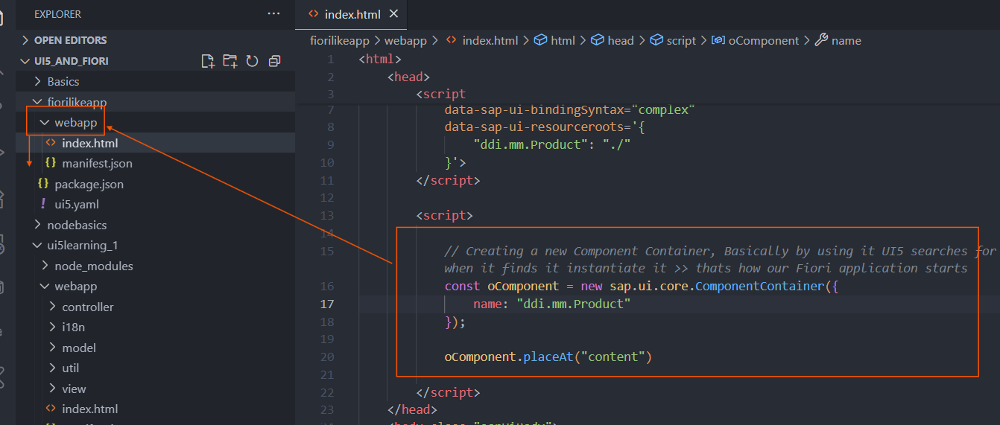 EXPLORER
OPEN EDITORS
UI5_AND_FIORI
Basics
fiorilikeapp
webapp
index.html
manifest.json
package.json
ui5.yaml
nodebasics
ui5learning_1
node_modules
webapp
controller
i18n
model
util
view
index.html
index.html
fiorilikeapp > webapp > index.html > html > head > script > oComponent > name
1 <html>
2 <head>
3 <script
7 data-sap-ui-bindingSyntax="complex"
8 data-sap-ui-resourceroots='{
9 "ddi.mm.Product": "./"
10 }'>
11 </script>
12
13 <script>
14
15 // Creating a new Component Container, Basically by using it UI5 searches for
when it finds it instantiate it >> thats how our Fiori application starts
16 const oComponent = new sap.ui.core.ComponentContainer({
17 name: "ddi.mm.Product"
18 });
19
20 oComponent.placeAt("content")
21
22 </script>
23 </head>